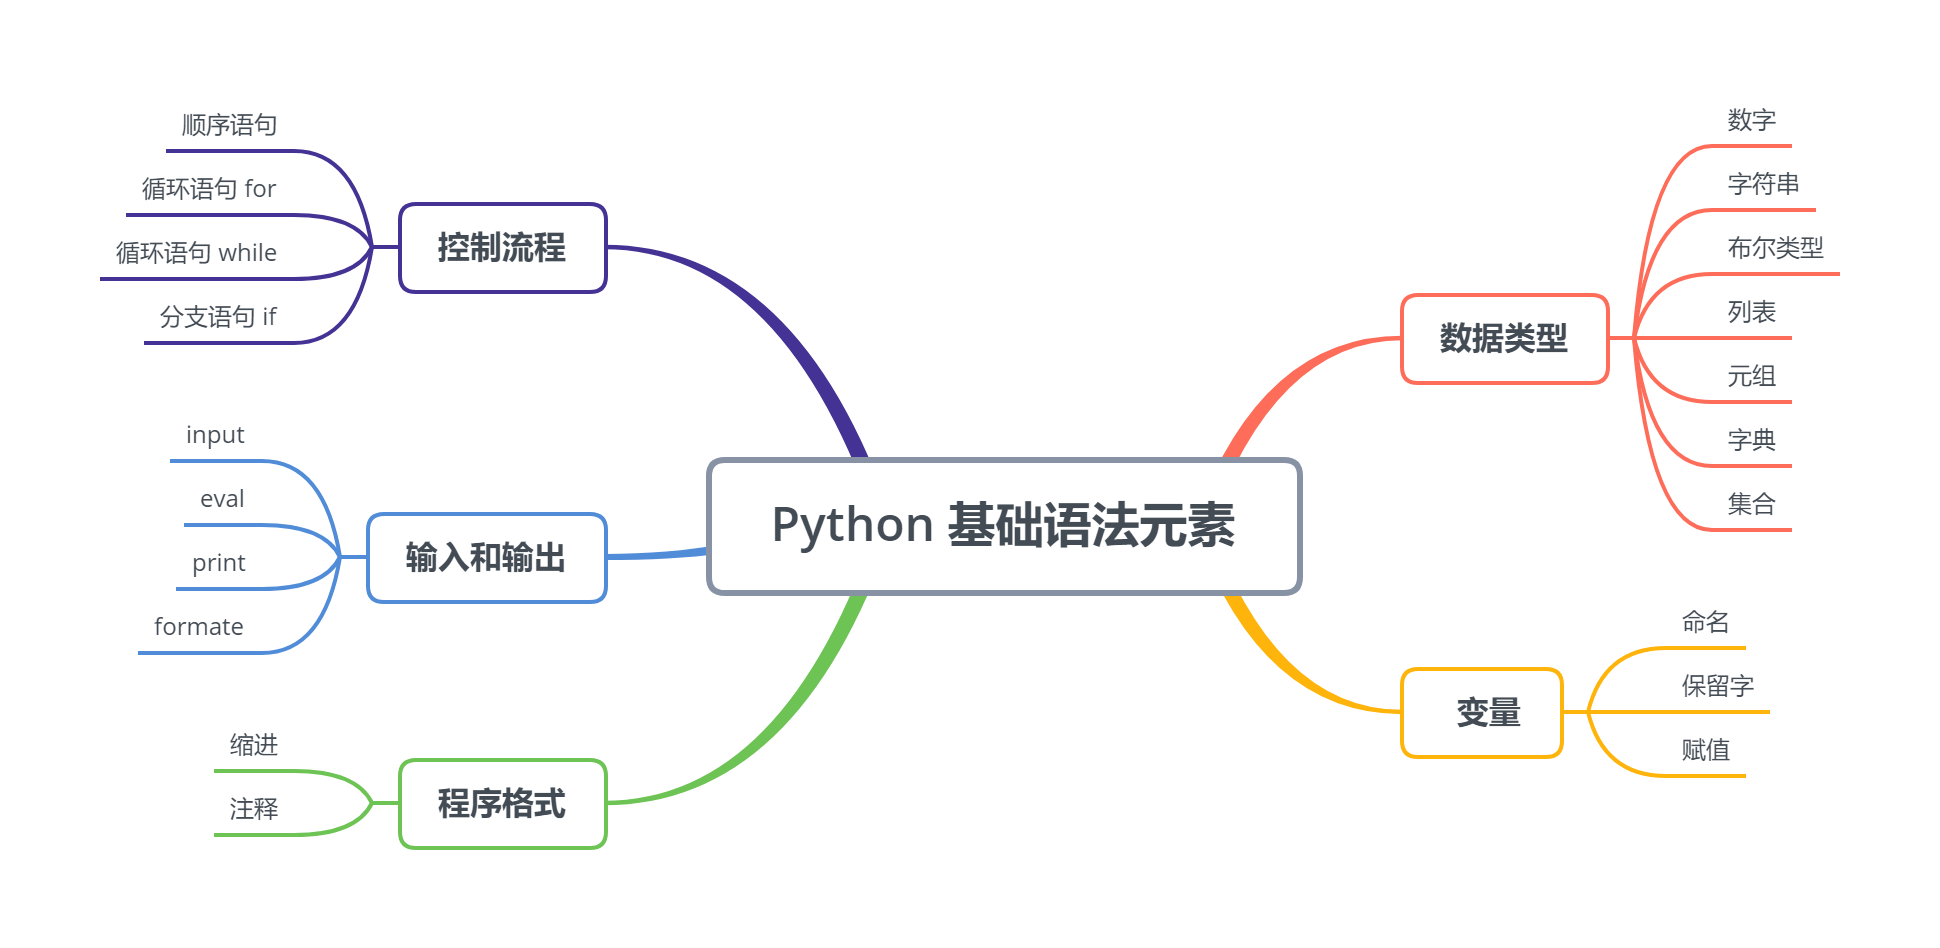 Python 基础语法元素
数据类型
数字
字符串
布尔类型
列表
元组
字典
集合
变量
命名
保留字
赋值
控制流程
顺序语句
循环语句 for
循环语句 while
分支语句 if
输入和输出
input
eval
print
formate
程序格式
缩进
注释